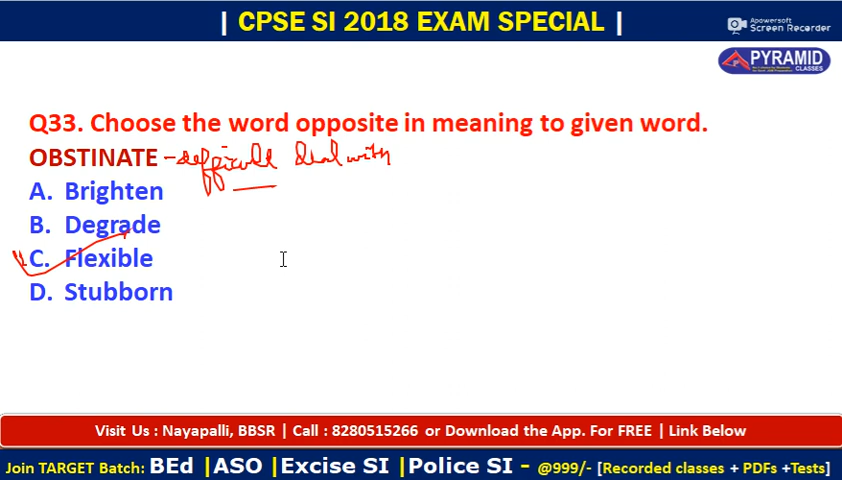 | CPSE SI 2018 EXAM SPECIAL |
Apowersoft
Screen Recorder
PYRAMID
CLASSES
Q33. Choose the word opposite in meaning to given word.
OBSTINATE - difficult deal with
A. Brighten
B. Degrade
C. Flexible
D. Stubborn
Visit Us : Nayapalli, BBSR | Call : 8280515266 or Download the App. For FREE | Link Below
Join TARGET Batch: BEd |ASO |Excise SI |Police SI - @999/- [Recorded classes + PDFs +Tests]